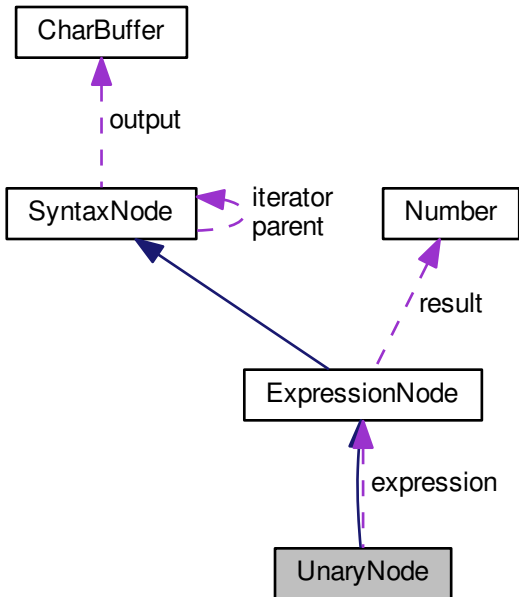 CharBuffer
output
SyntaxNode
iterator
parent
Number
result
ExpressionNode
expression
UnaryNode